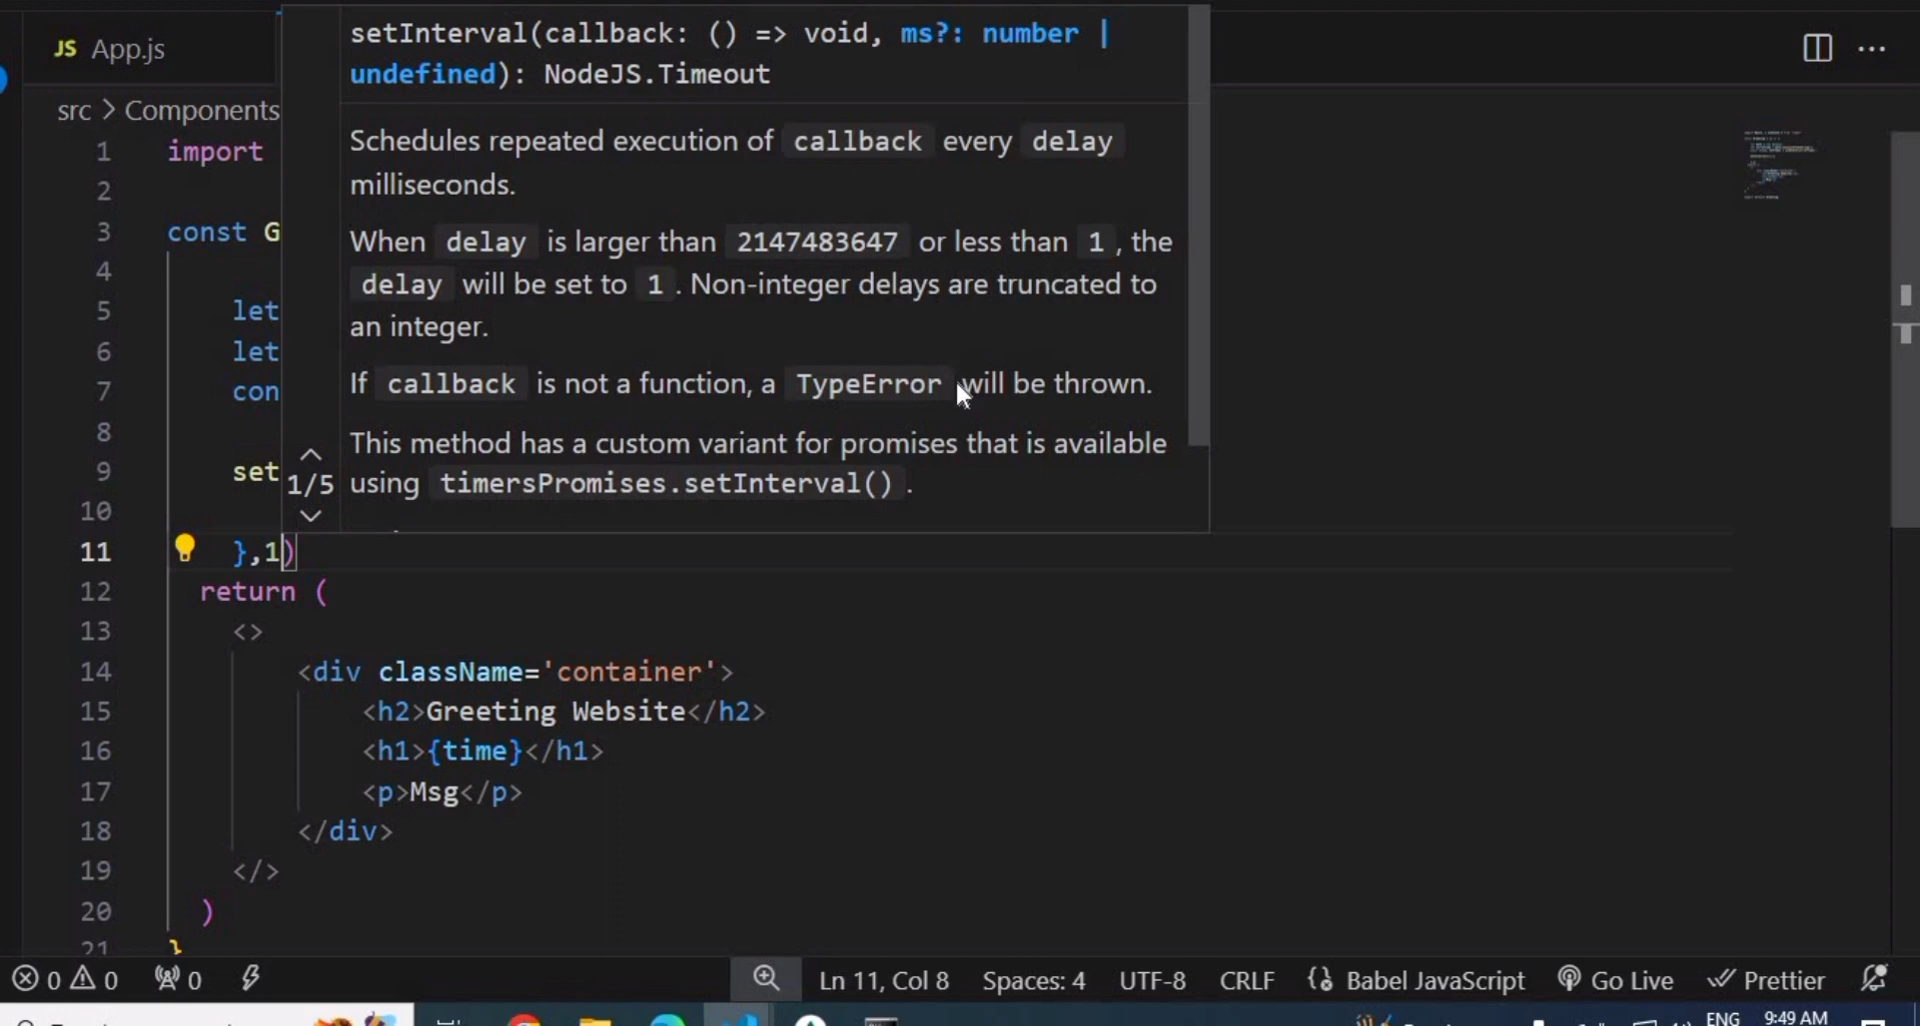 JS App.js
setInterval(callback: () => void, ms?: number |
undefined): NodeJS.Timeout
src > Components
Schedules repeated execution of callback every delay
milliseconds.
When delay is larger than 2147483647 or less than 1, the
delay will be set to 1. Non-integer delays are truncated to
an integer.
If callback is not a function, a TypeError will be thrown.
This method has a custom variant for promises that is available
using timersPromises.setInterval().
1/5
1 import
2
3 const G
4
5 let
6 let
7 con
8
9 set
10
11 },1)
12 return (
13 <>
14 <div className='container'>
15 <h2>Greeting Website</h2>
16 <h1>{time}</h1>
17 <p>Msg</p>
18 </div>
19 </>
20 )
21 }
0 0 0 Ln 11, Col 8 Spaces: 4 UTF-8 CRLF Babel JavaScript Go Live Prettier
ENG 9:49 AM